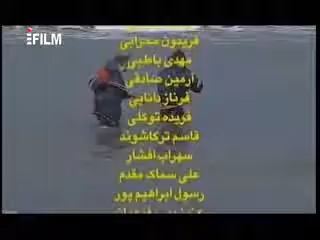 iFILM
فریدون محرابی
مهدی باطبی
رامین صادقی
فرناز دانایی
فریده توکلی
قاسم ترکاشوند
سهراب افشار
علی سماک مقدم
رسول ابراهیم پور